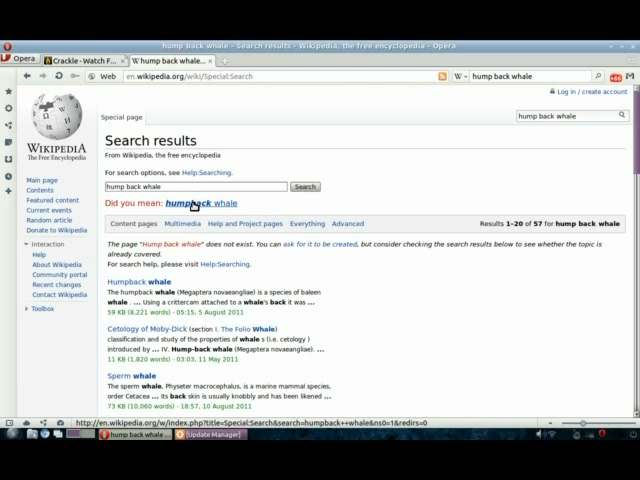 hump back whale - Search results - Wikipedia, the free encyclopedia - Opera
Opera
Crackle - Watch F...
hump back whale...
Web
en.wikipedia.org/wiki/Special:Search
hump back whale
Log in / create account
Special page
hump back whale
WIKIPEDIA
The Free Encyclopedia
Main page
Contents
Featured content
Current events
Random article
Donate to Wikipedia
Interaction
Help
About Wikipedia
Community portal
Recent changes
Contact Wikipedia
Toolbox
Search results
From Wikipedia, the free encyclopedia
For search options, see Help:Searching.
hump back whale
Search
Did you mean: humpback whale
Content pages Multimedia Help and Project pages Everything Advanced
Results 1–20 of 57 for hump back whale
The page "Hump back whale" does not exist. You can ask for it to be created, but consider checking the search results below to see whether the topic is
already covered.
For search help, please visit Help:Searching.
Humpback whale
The humpback whale (Megaptera novaeangliae) is a species of baleen
whale . ... Using a crittercam attached to a whale's back it was ...
59 KB (8,221 words) - 05:15, 5 August 2011
Cetology of Moby-Dick (section I. The Folio Whale)
classification and study of the properties of whale s (i.e. cetology )
introduced by ... IV. Hump-back whale (Megaptera novaeangliae). ...
11 KB (1,820 words) - 03:03, 11 May 2011
Sperm whale
The sperm whale, Physeter macrocephalus, is a marine mammal species,
order Cetacea ... its back skin is usually knobbly and has been likened ...
73 KB (10,060 words) - 18:57, 10 August 2011
http://en.wikipedia.org/w/index.php?title=Special:Search&search=humpback++whale&ns0=1&redirs=0
hump back whale ...
[Update Manager]